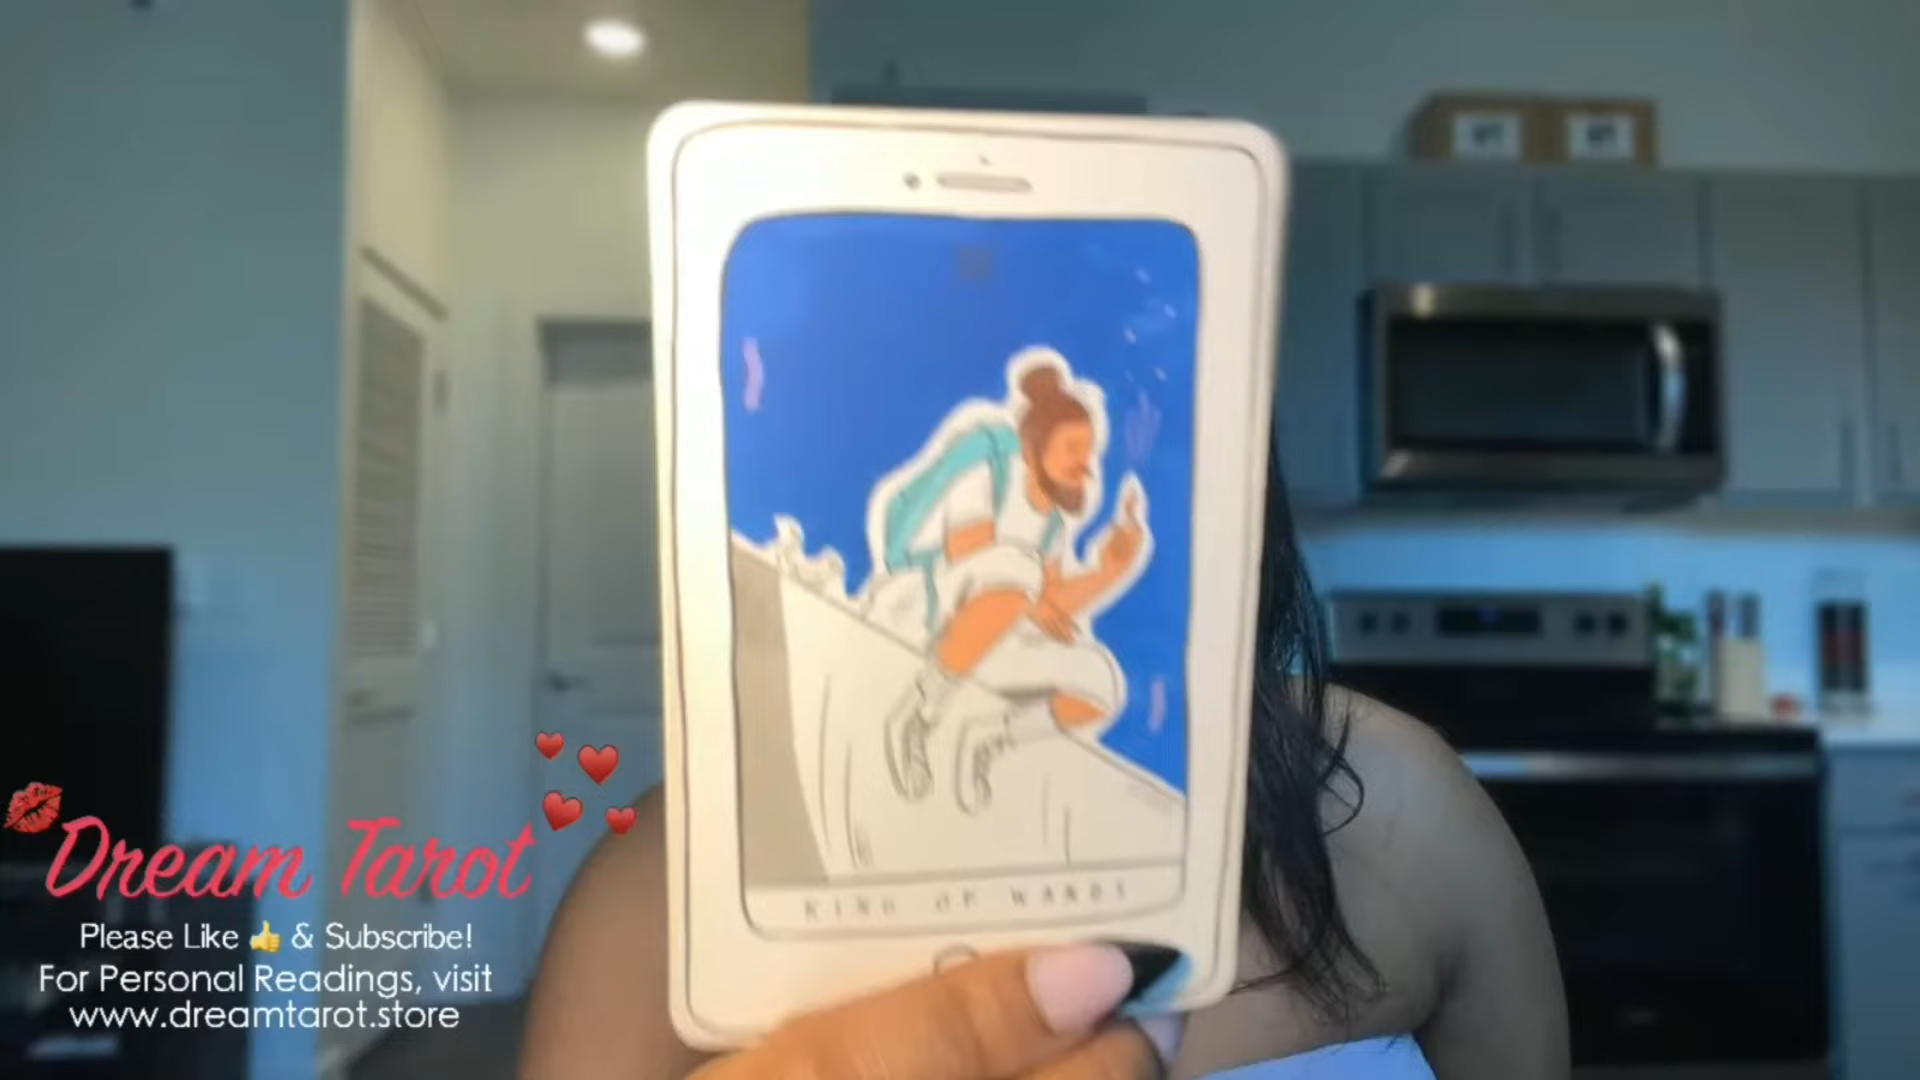 KING OF WANDS
Dream Tarot
Please Like 👍 & Subscribe!
For Personal Readings, visit
www.dreamtarot.store